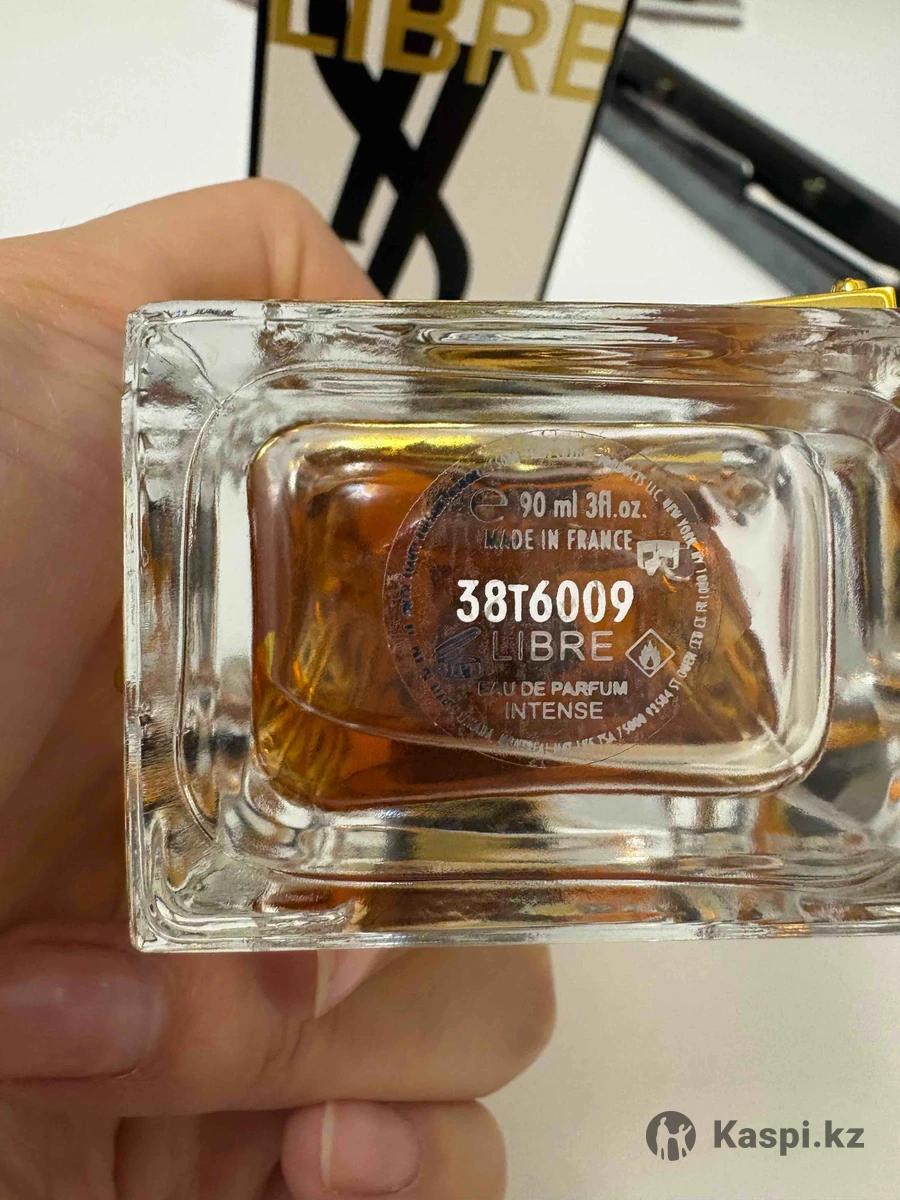 LIBRE
e 90 ml 3fl.oz.
MADE IN FRANCE
38T6009
LIBRE
EAU DE PARFUM
INTENSE
Kaspi.kz